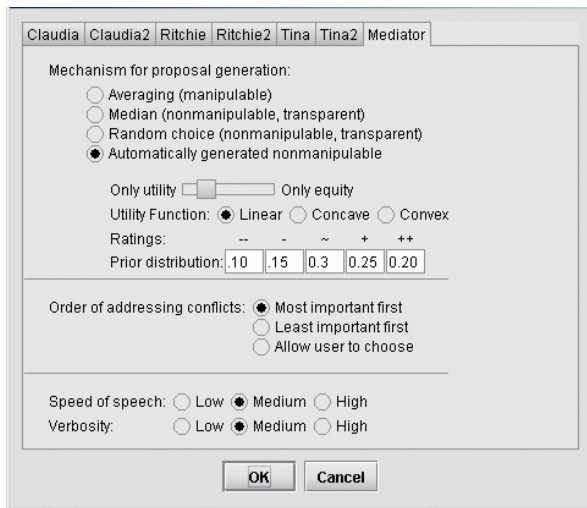 Claudia Claudia2 Ritchie Ritchie2 Tina Tina2 Mediator
Mechanism for proposal generation:
Averaging (manipulable)
Median (nonmanipulable, transparent)
Random choice (nonmanipulable, transparent)
Automatically generated nonmanipulable
Only utility Only equity
Utility Function: Linear Concave Convex
Ratings: -- - ~ + ++
Prior distribution: .10 .15 0.3 0.25 0.20
Order of addressing conflicts: Most important first
Least important first
Allow user to choose
Speed of speech: Low Medium High
Verbosity: Low Medium High
OK Cancel